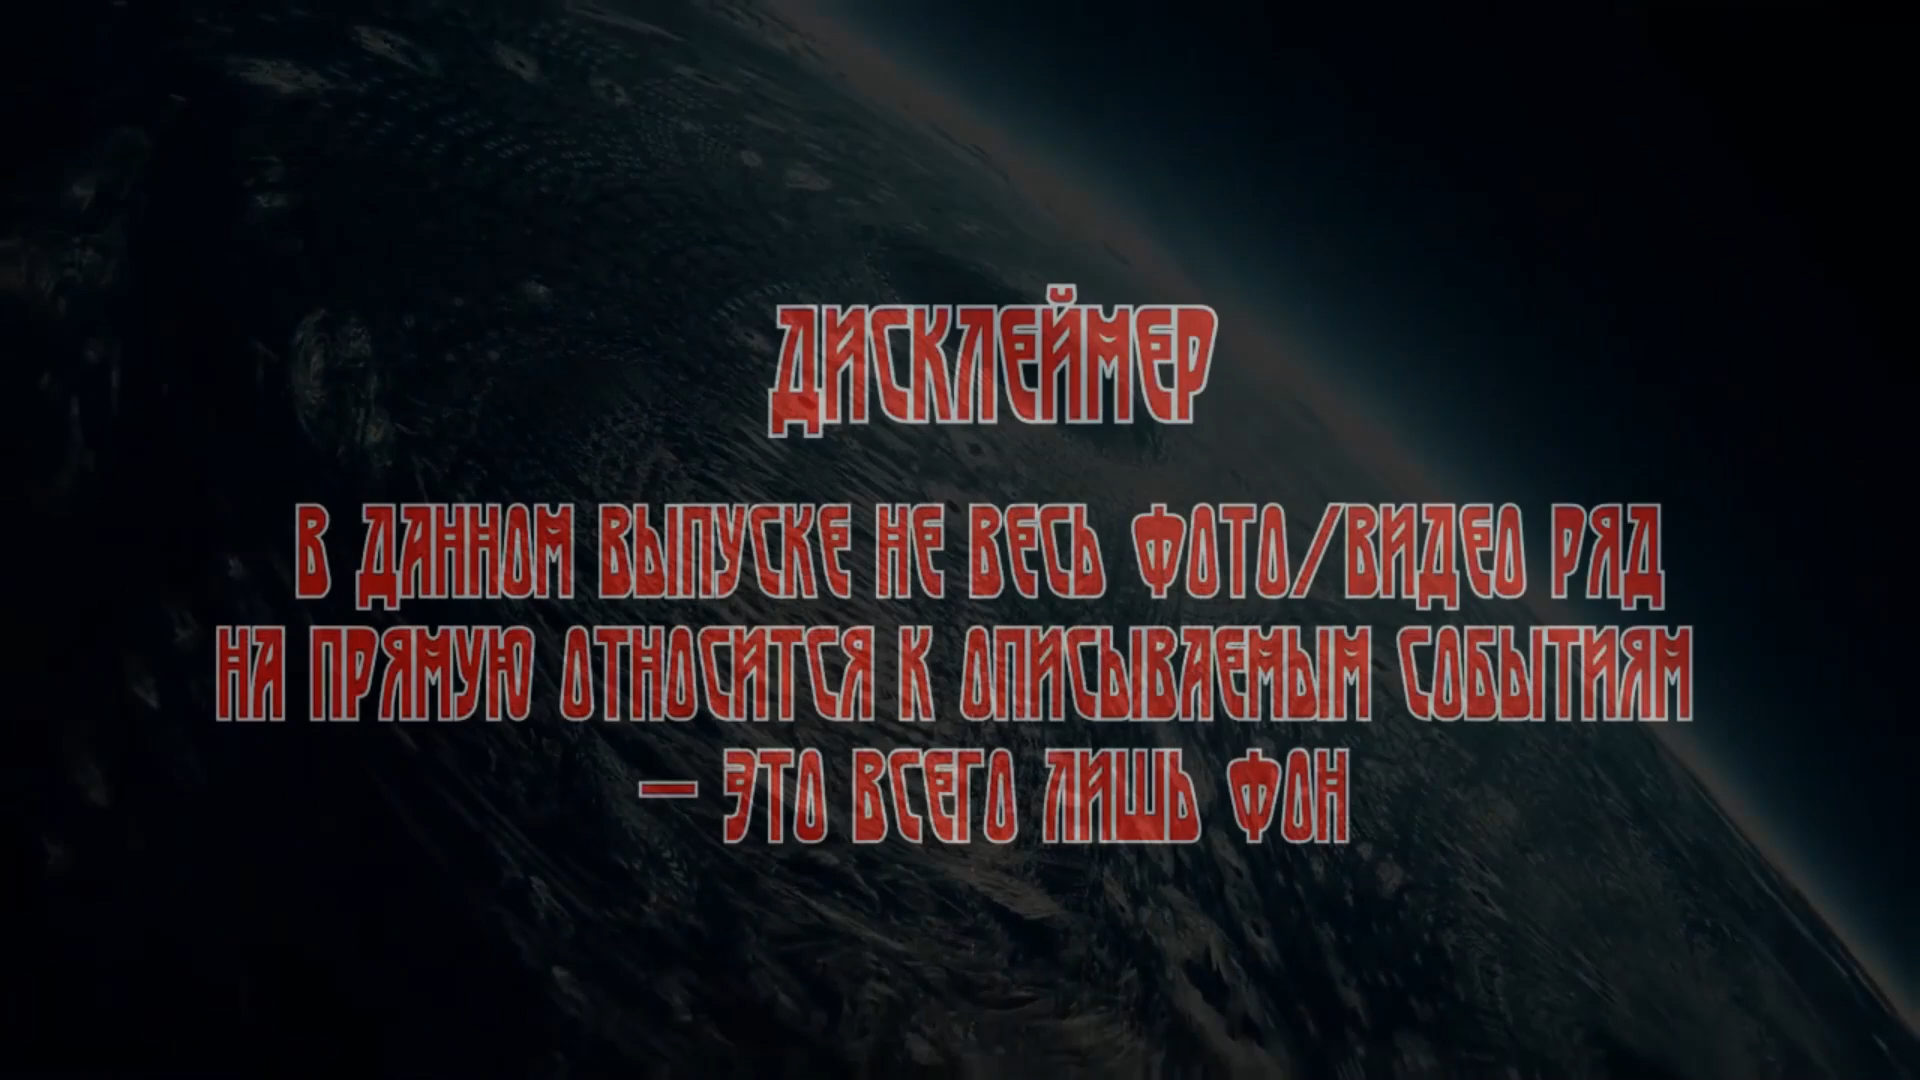 ДИСКЛЕЙМЕР
В ДАННОМ ВЫПУСКЕ НЕ ВЕСЬ ФОТО/ВИДЕО РЯД
НА ПРЯМУЮ ОТНОСИТСЯ К ОПИСЫВАЕМЫМ СОБЫТИЯМ
— ЭТО ВСЕГО ЛИШЬ ФОН